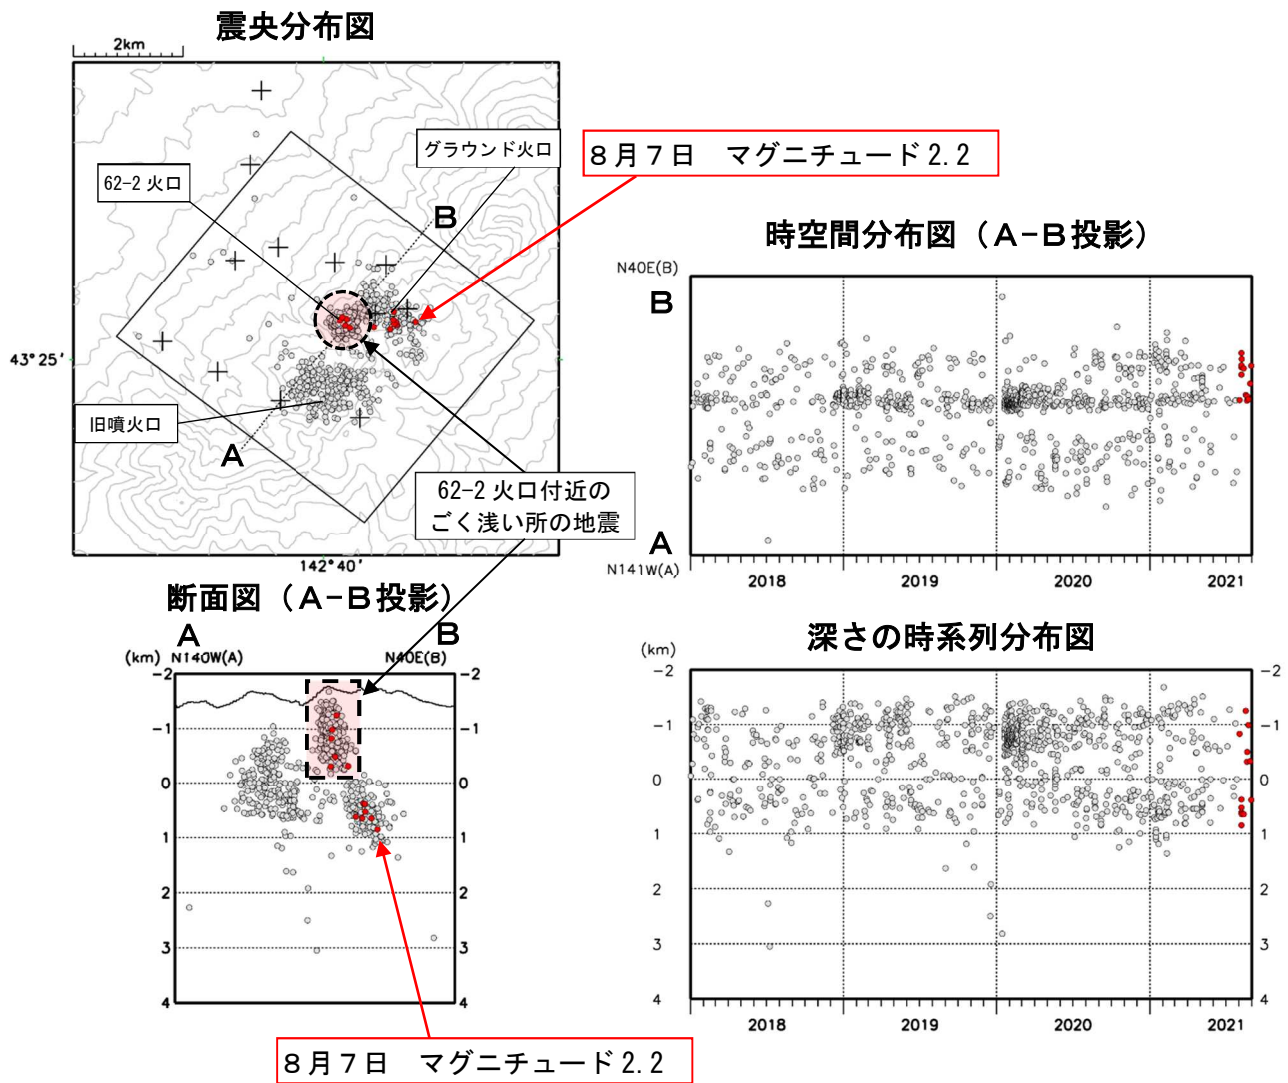 震央分布図
2km
グラウンド火口
62-2 火口
B
43°25′
旧噴火口
A
142°40′
8月7日 マグニチュード2.2
62-2 火口付近の
ごく浅い所の地震
時空間分布図(A-B投影)
N40E(B)
B
A
N141W(A)
2018 2019 2020 2021
断面図(A-B投影)
A B
(km) N140W(A) N40E(B)
-2 -2
-1 -1
0 0
1 1
2 2
3 3
4 4
8月7日 マグニチュード2.2
深さの時系列分布図
(km)
-2 -2
-1 -1
0 0
1 1
2 2
3 3
4 4
2018 2019 2020 2021